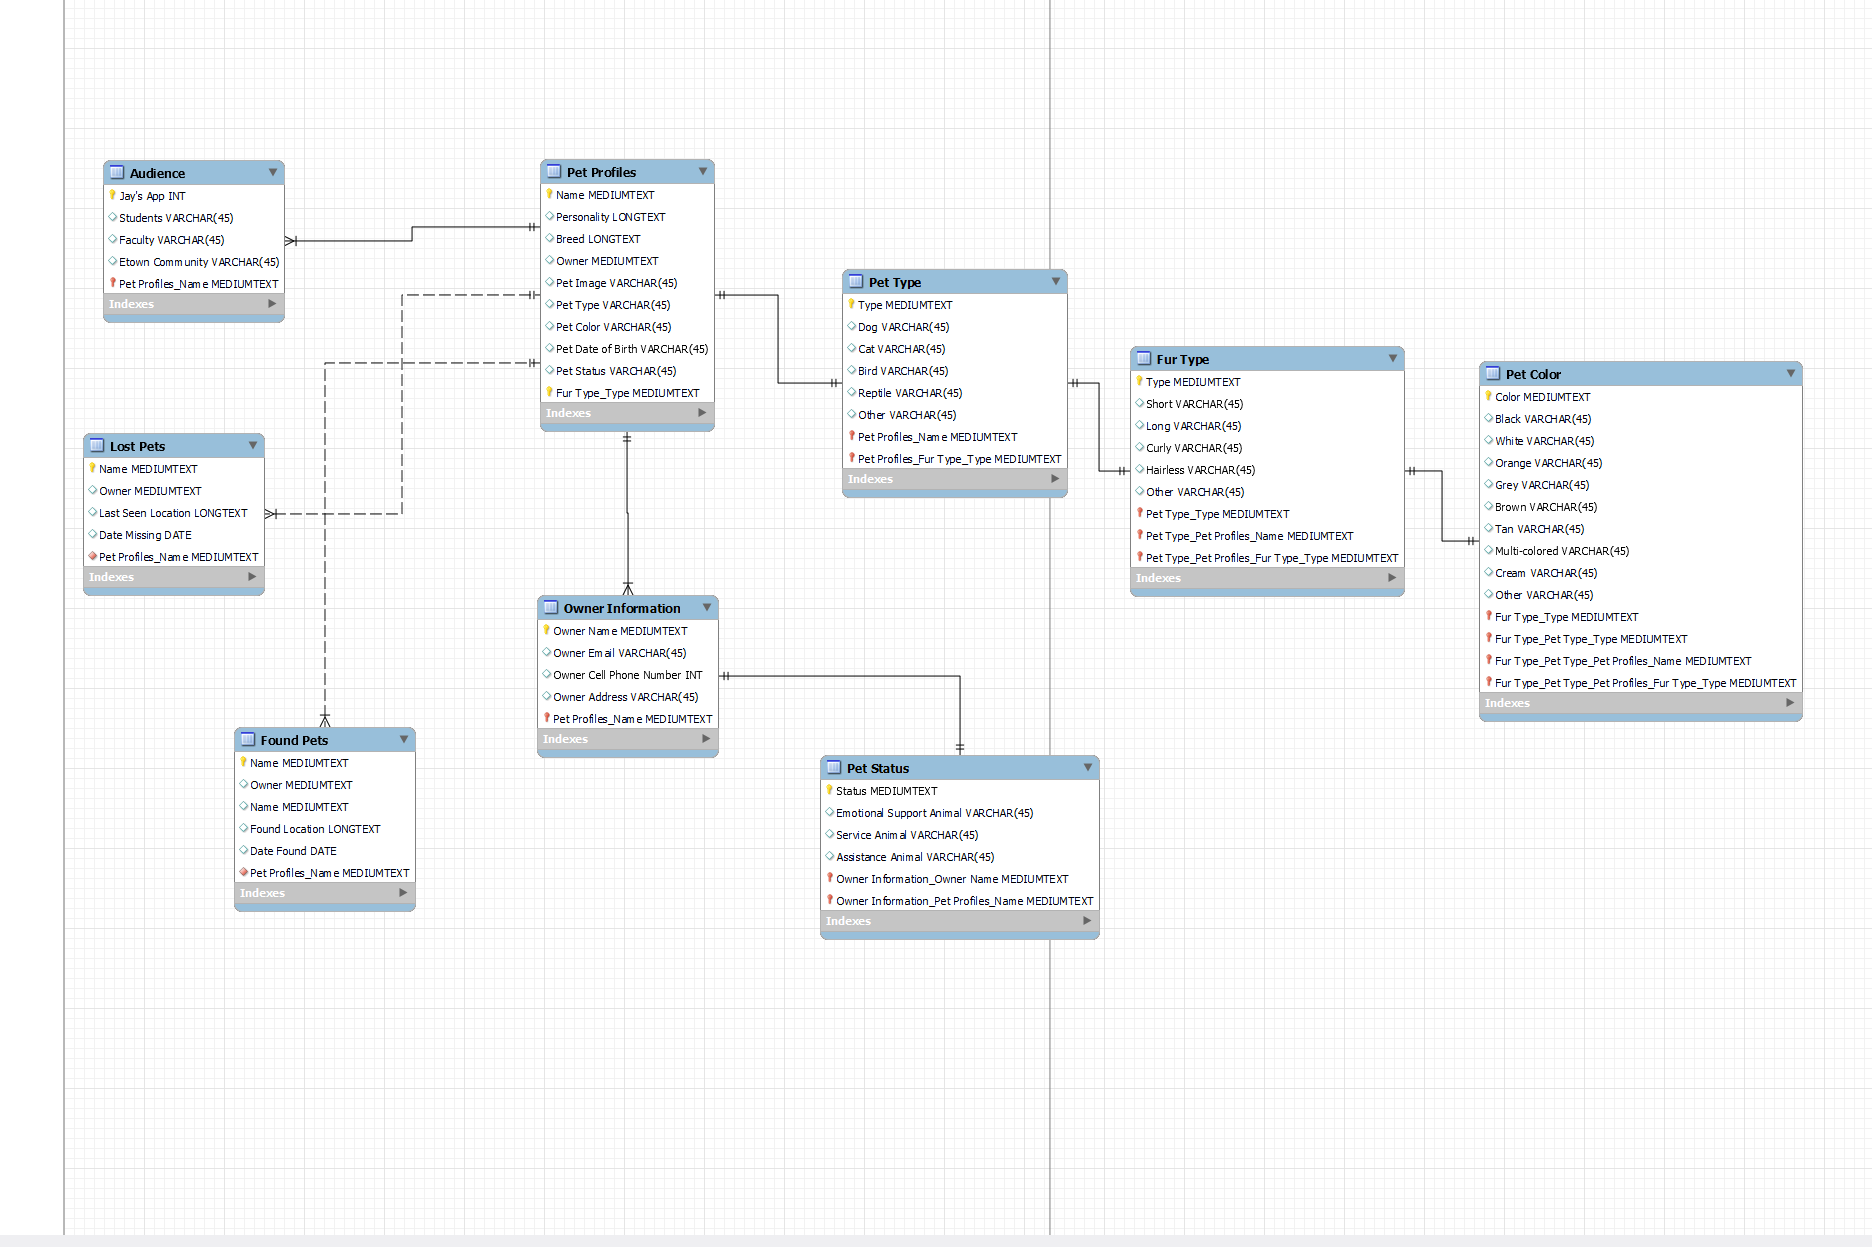 Audience
Jay's App INT
Students VARCHAR(45)
Faculty VARCHAR(45)
Etown Community VARCHAR(45)
Pet Profiles_Name MEDIUMTEXT
Indexes
Pet Profiles
Name MEDIUMTEXT
Personality LONGTEXT
Breed LONGTEXT
Owner MEDIUMTEXT
Pet Image VARCHAR(45)
Pet Type VARCHAR(45)
Pet Color VARCHAR(45)
Pet Date of Birth VARCHAR(45)
Pet Status VARCHAR(45)
Fur Type_Type MEDIUMTEXT
Indexes
Pet Type
Type MEDIUMTEXT
Dog VARCHAR(45)
Cat VARCHAR(45)
Bird VARCHAR(45)
Reptile VARCHAR(45)
Other VARCHAR(45)
Pet Profiles_Name MEDIUMTEXT
Pet Profiles_Fur Type_Type MEDIUMTEXT
Indexes
Fur Type
Type MEDIUMTEXT
Short VARCHAR(45)
Long VARCHAR(45)
Curly VARCHAR(45)
Hairless VARCHAR(45)
Other VARCHAR(45)
Pet Type_Type MEDIUMTEXT
Pet Type_Pet Profiles_Name MEDIUMTEXT
Pet Type_Pet Profiles_Fur Type_Type MEDIUMTEXT
Indexes
Pet Color
Color MEDIUMTEXT
Black VARCHAR(45)
White VARCHAR(45)
Orange VARCHAR(45)
Grey VARCHAR(45)
Brown VARCHAR(45)
Tan VARCHAR(45)
Multi-colored VARCHAR(45)
Cream VARCHAR(45)
Other VARCHAR(45)
Fur Type_Type MEDIUMTEXT
Fur Type_Pet Type_Type MEDIUMTEXT
Fur Type_Pet Type_Pet Profiles_Name MEDIUMTEXT
Fur Type_Pet Type_Pet Profiles_Fur Type_Type MEDIUMTEXT
Indexes
Lost Pets
Name MEDIUMTEXT
Owner MEDIUMTEXT
Last Seen Location LONGTEXT
Date Missing DATE
Pet Profiles_Name MEDIUMTEXT
Indexes
Owner Information
Owner Name MEDIUMTEXT
Owner Email VARCHAR(45)
Owner Cell Phone Number INT
Owner Address VARCHAR(45)
Pet Profiles_Name MEDIUMTEXT
Indexes
Found Pets
Name MEDIUMTEXT
Owner MEDIUMTEXT
Name MEDIUMTEXT
Found Location LONGTEXT
Date Found DATE
Pet Profiles_Name MEDIUMTEXT
Indexes
Pet Status
Status MEDIUMTEXT
Emotional Support Animal VARCHAR(45)
Service Animal VARCHAR(45)
Assistance Animal VARCHAR(45)
Owner Information_Owner Name MEDIUMTEXT
Owner Information_Pet Profiles_Name MEDIUMTEXT
Indexes